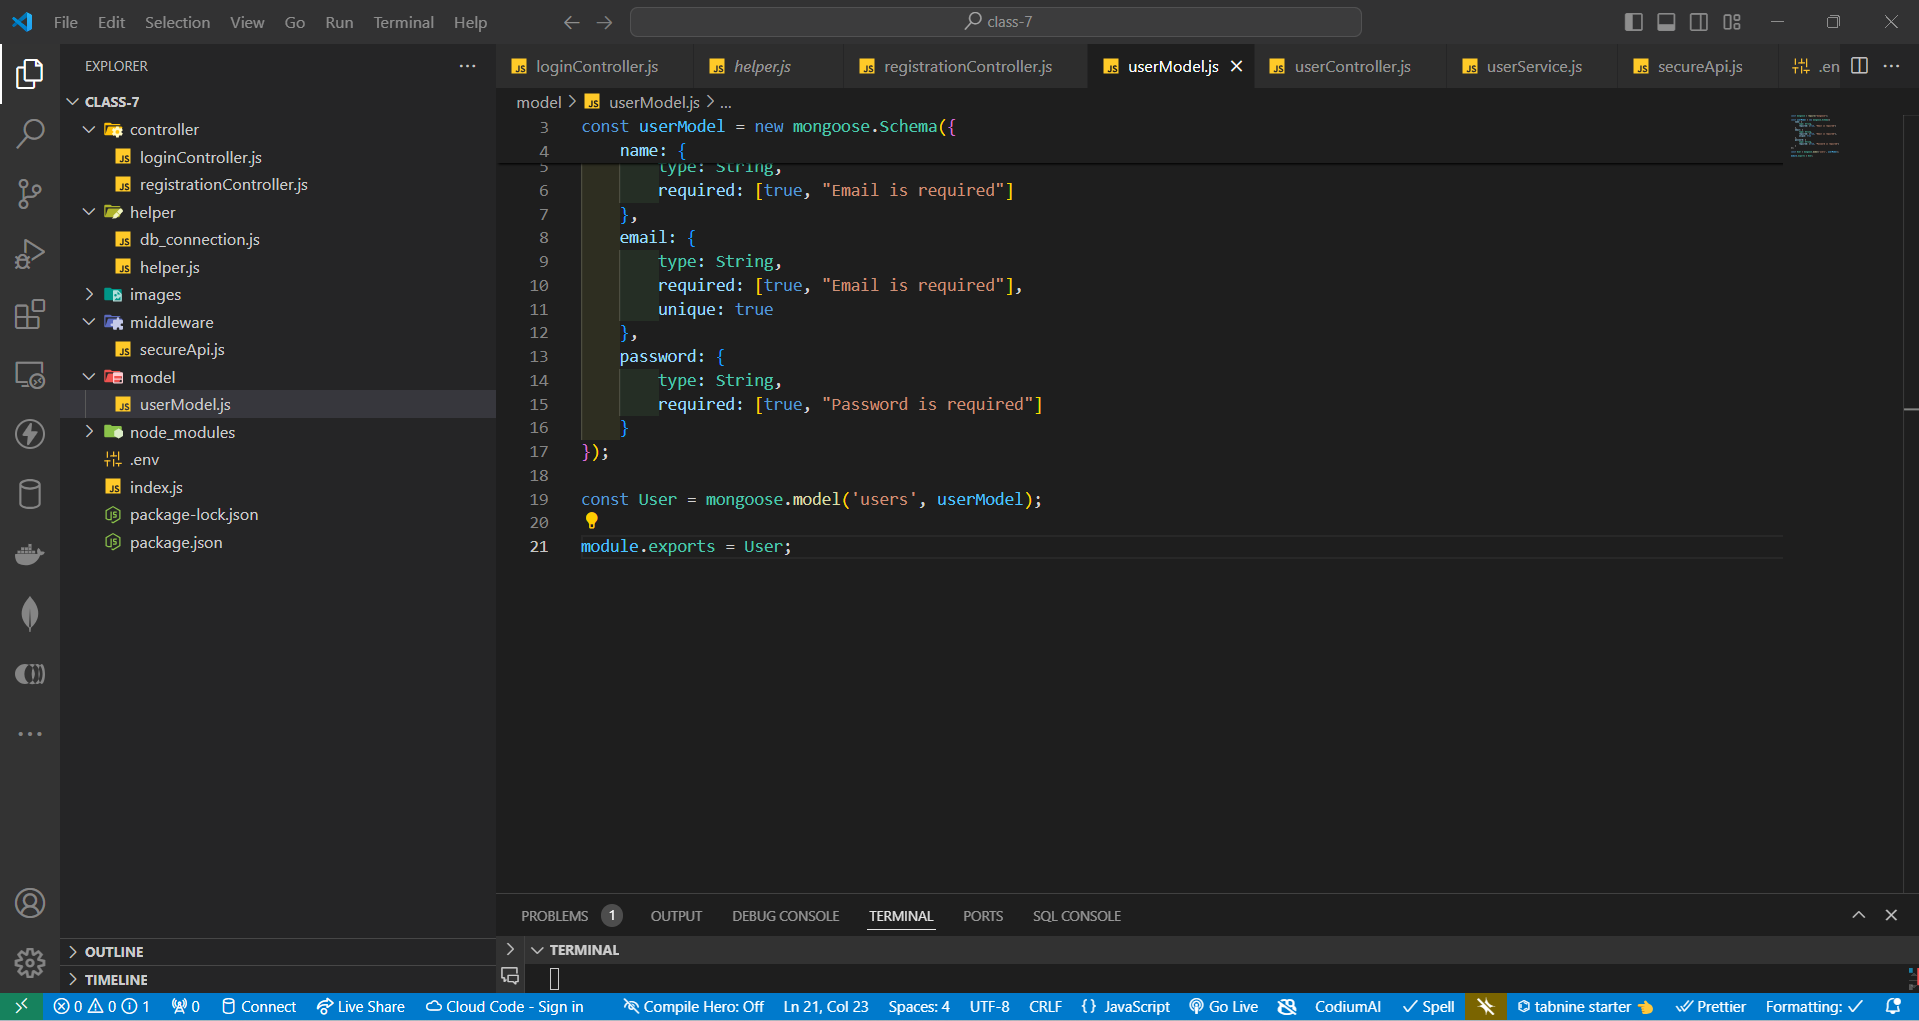 File Edit Selection View Go Run Terminal Help
class-7
EXPLORER
CLASS-7
controller
loginController.js
registrationController.js
helper
db_connection.js
helper.js
images
middleware
secureApi.js
model
userModel.js
node_modules
.env
index.js
package-lock.json
package.json
OUTLINE
TIMELINE
loginController.js helper.js registrationController.js userModel.js userController.js userService.js secureApi.js .en
model > userModel.js > ...
3 const userModel = new mongoose.Schema({
4 name: {
5 type: String,
6 required: [true, "Email is required"]
7 },
8 email: {
9 type: String,
10 required: [true, "Email is required"],
11 unique: true
12 },
13 password: {
14 type: String,
15 required: [true, "Password is required"]
16 }
17 });
18
19 const User = mongoose.model('users', userModel);
20
21 module.exports = User;
PROBLEMS 1 OUTPUT DEBUG CONSOLE TERMINAL PORTS SQL CONSOLE
TERMINAL
0 0 1 0 Connect Live Share Cloud Code - Sign in Compile Hero: Off Ln 21, Col 23 Spaces: 4 UTF-8 CRLF {} JavaScript Go Live CodiumAI Spell tabnine starter Prettier Formatting: